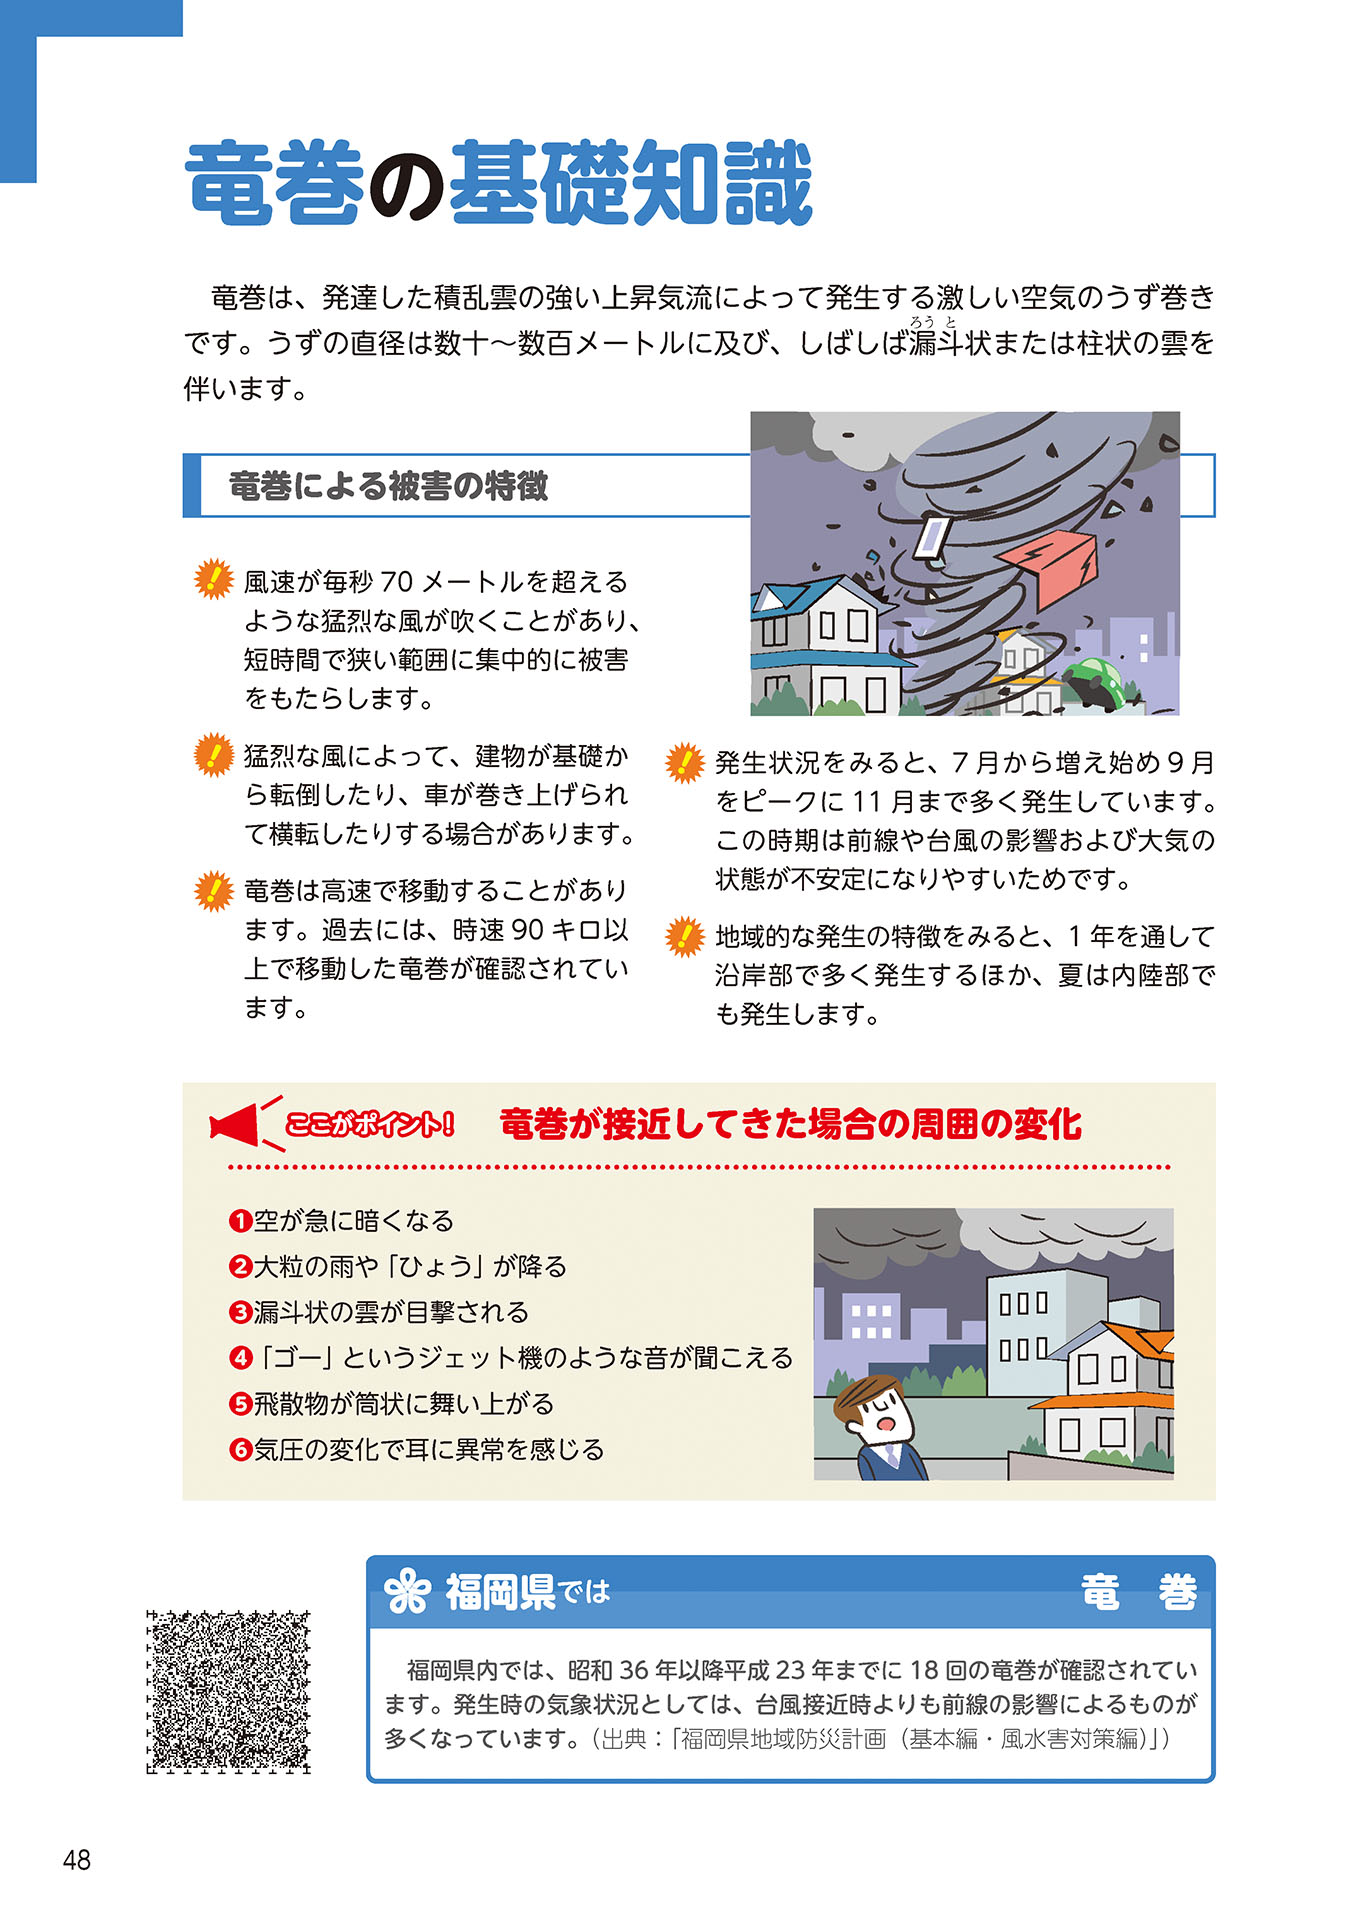 竜巻の基礎知識
竜巻は、発達した積乱雲の強い上昇気流によって発生する激しい空気のうず巻き
です。うずの直径は数十～数百メートルに及び、しばしば漏斗状または柱状の雲を
ろうと
伴います。
竜巻による被害の特徴
風速が毎秒 70 メートルを超える
ような猛烈な風が吹くことがあり、
短時間で狭い範囲に集中的に被害
をもたらします。
猛烈な風によって、建物が基礎か
ら転倒したり、車が巻き上げられ
て横転したりする場合があります。
竜巻は高速で移動することがあり
ます。過去には、時速 90 キロ以
上で移動した竜巻が確認されてい
ます。
発生状況をみると、7 月から増え始め 9 月
をピークに 11 月まで多く発生しています。
この時期は前線や台風の影響および大気の
状態が不安定になりやすいためです。
地域的な発生の特徴をみると、1 年を通して
沿岸部で多く発生するほか、夏は内陸部で
も発生します。
ここがポイント! 竜巻が接近してきた場合の周囲の変化
❶空が急に暗くなる
❷大粒の雨や「ひょう」が降る
❸漏斗状の雲が目撃される
❹「ゴー」というジェット機のような音が聞こえる
❺飛散物が筒状に舞い上がる
❻気圧の変化で耳に異常を感じる
福岡県では 竜 巻
福岡県内では、昭和 36 年以降平成 23 年までに 18 回の竜巻が確認されてい
ます。発生時の気象状況としては、台風接近時よりも前線の影響によるものが
多くなっています。（出典：「福岡県地域防災計画（基本編・風水害対策編）」）
48